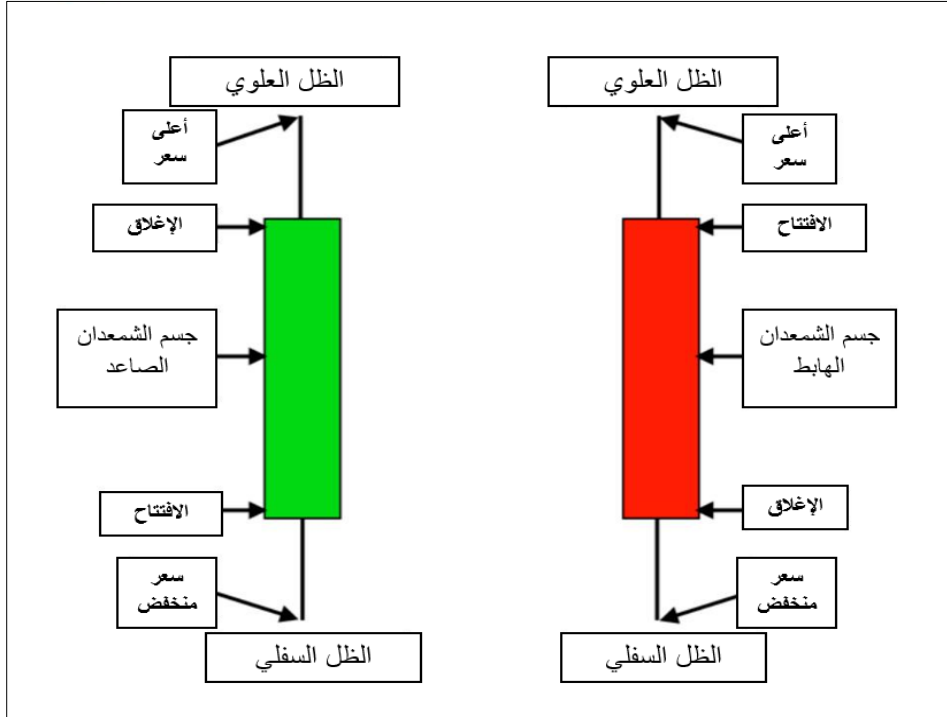 الظل العلوي
الظل العلوي
أعلى
سعر
أعلى
سعر
الافتتاح
الإغلاق
جسم الشمعدان
الهابط
جسم الشمعدان
الصاعد
الإغلاق
الافتتاح
سعر
منخفض
سعر
منخفض
الظل السفلي
الظل السفلي